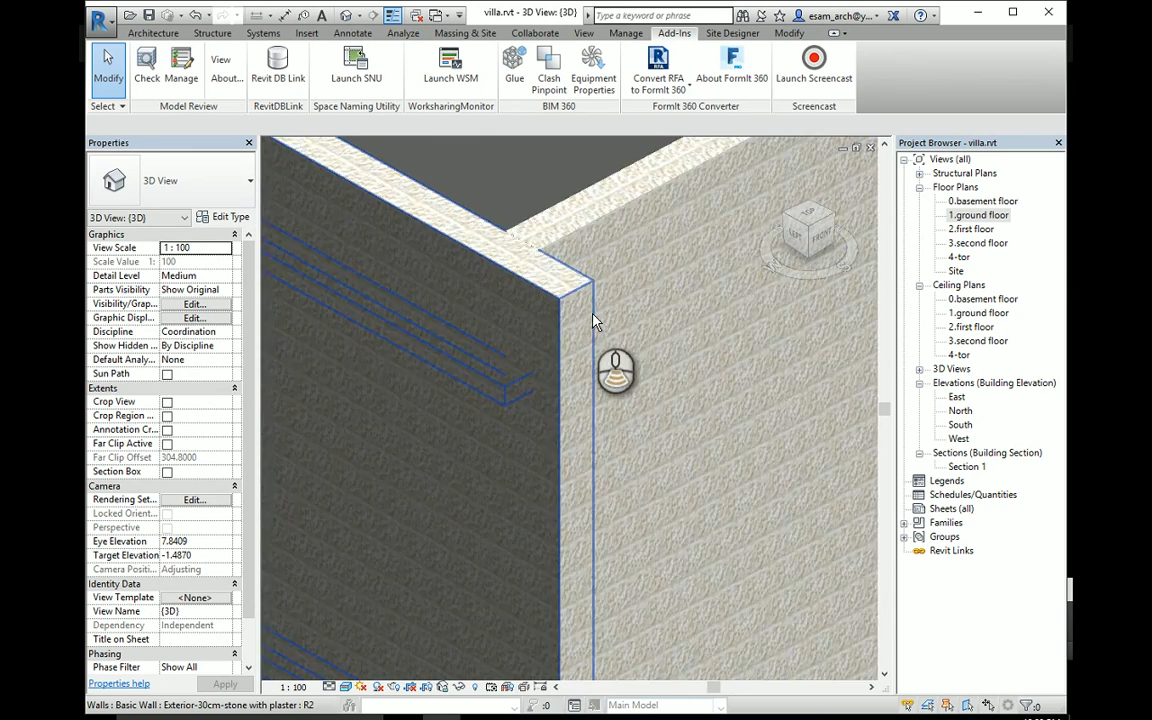 villa.rvt - 3D View: {3D}
Type a keyword or phrase
esam_arch@y...
Architecture Structure Systems Insert Annotate Analyze Massing & Site Collaborate View Manage Add-Ins Site Designer Modify
Modify
Check
Manage
View
About...
Revit DB Link
Launch SNU
Launch WSM
Glue
Clash
Pinpoint
Equipment
Properties
Convert RFA
to FormIt 360
About FormIt 360
Launch Screencast
Select
Model Review
RevitDBLink
Space Naming Utility
WorksharingMonitor
BIM 360
FormIt 360 Converter
Screencast
Properties
3D View
3D View: {3D}
Edit Type
Graphics
View Scale 1 : 100
Scale Value 1: 100
Detail Level Medium
Parts Visibility Show Original
Visibility/Grap... Edit...
Graphic Displ... Edit...
Discipline Coordination
Show Hidden ... By Discipline
Default Analy... None
Sun Path
Extents
Crop View
Crop Region ...
Annotation Cr...
Far Clip Active
Far Clip Offset 304.8000
Section Box
Camera
Rendering Set... Edit...
Locked Orient...
Perspective
Eye Elevation 7.8409
Target Elevation -1.4870
Camera Positi... Adjusting
Identity Data
View Template <None>
View Name {3D}
Dependency Independent
Title on Sheet
Phasing
Phase Filter Show All
Properties help
Apply
TOP
LEFT
FRONT
1 : 100
Project Browser - villa.rvt
Views (all)
Structural Plans
Floor Plans
0.basement floor
1.ground floor
2.first floor
3.second floor
4-tor
Site
Ceiling Plans
0.basement floor
1.ground floor
2.first floor
3.second floor
4-tor
3D Views
Elevations (Building Elevation)
East
North
South
West
Sections (Building Section)
Section 1
Legends
Schedules/Quantities
Sheets (all)
Families
Groups
Revit Links
Walls : Basic Wall : Exterior-30cm-stone with plaster : R2
:0
Main Model
:0